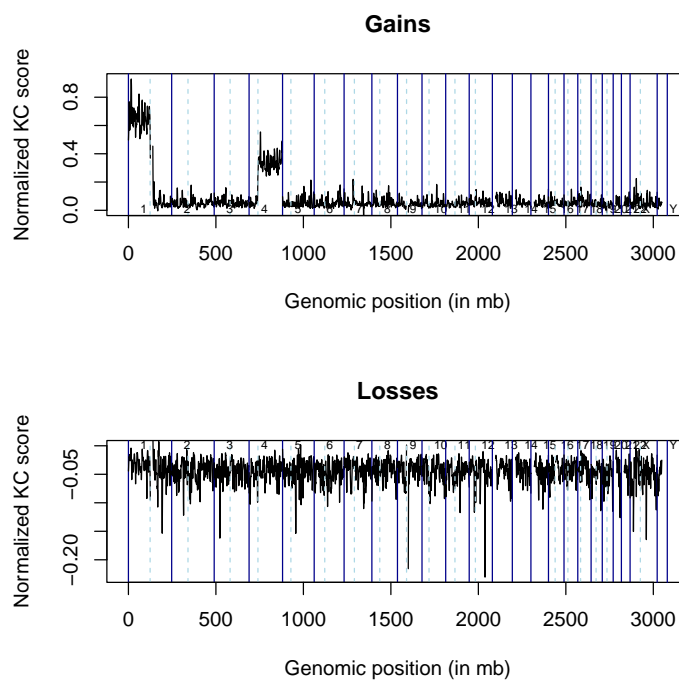 Gains
Normalized KC score
0.0 0.4 0.8
1 2 3 4 5 6 7 8 9 10 11 12 13 14 15 16 17 18 19 20 21 22 X Y
0 500 1000 1500 2000 2500 3000
Genomic position (in mb)
Losses
Normalized KC score
−0.20 −0.05
1 2 3 4 5 6 7 8 9 10 11 12 13 14 15 16 17 18 19 20 21 22 X Y
0 500 1000 1500 2000 2500 3000
Genomic position (in mb)